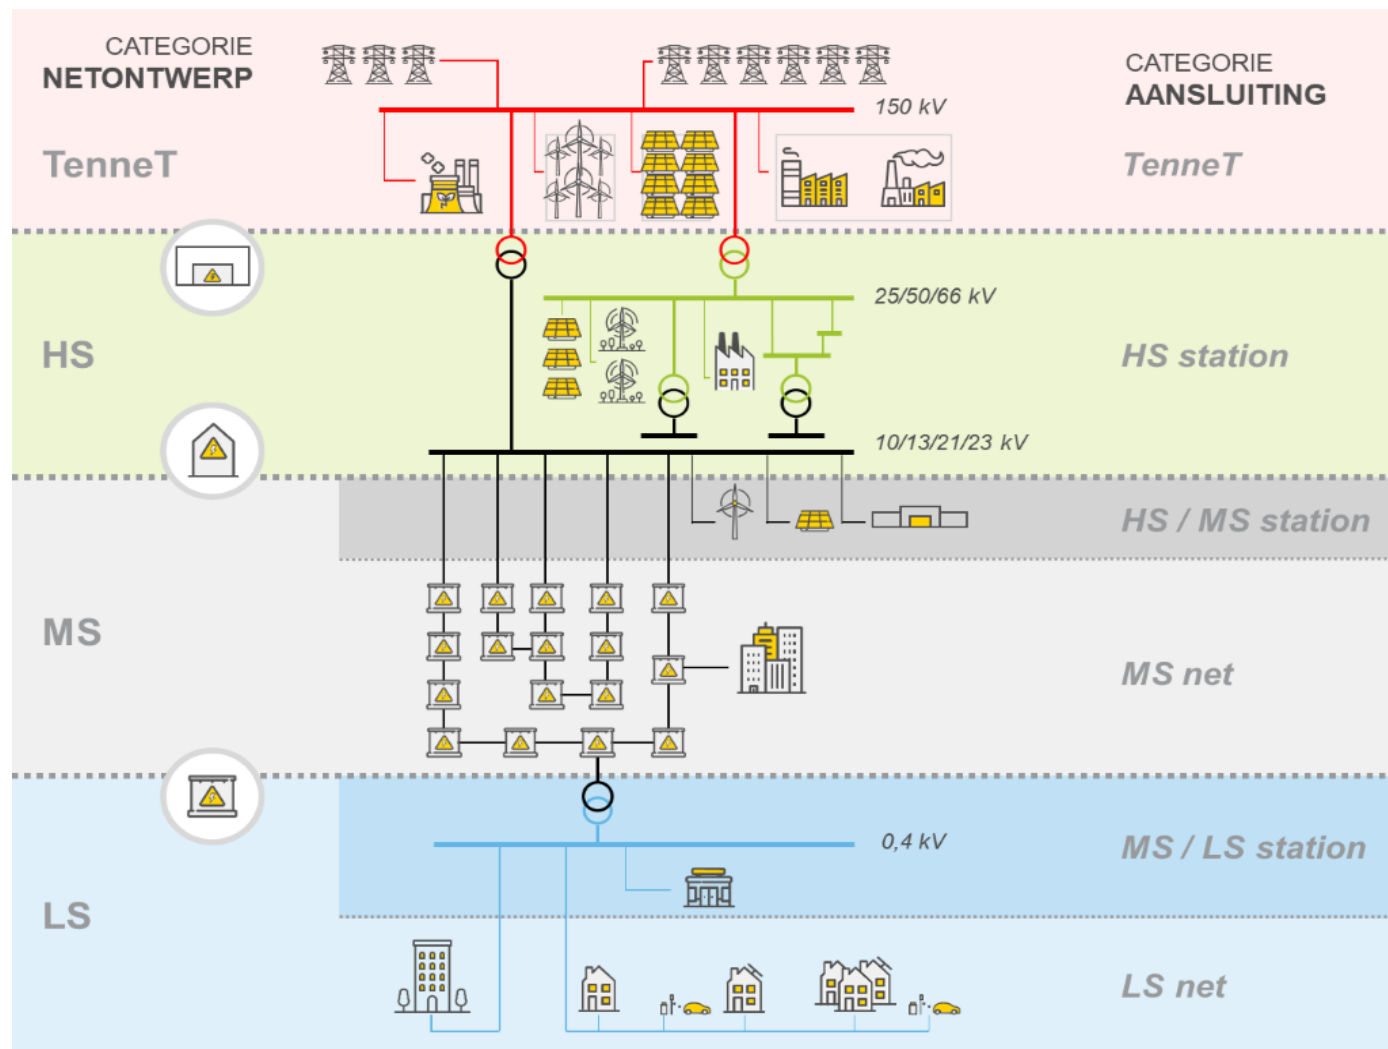 CATEGORIE
NETONTWERP
CATEGORIE
AANSLUITING
150 kV
TenneT
TenneT
25/50/66 kV
HS
HS station
10/13/21/23 kV
HS / MS station
MS
MS net
0,4 kV
MS / LS station
LS
LS net